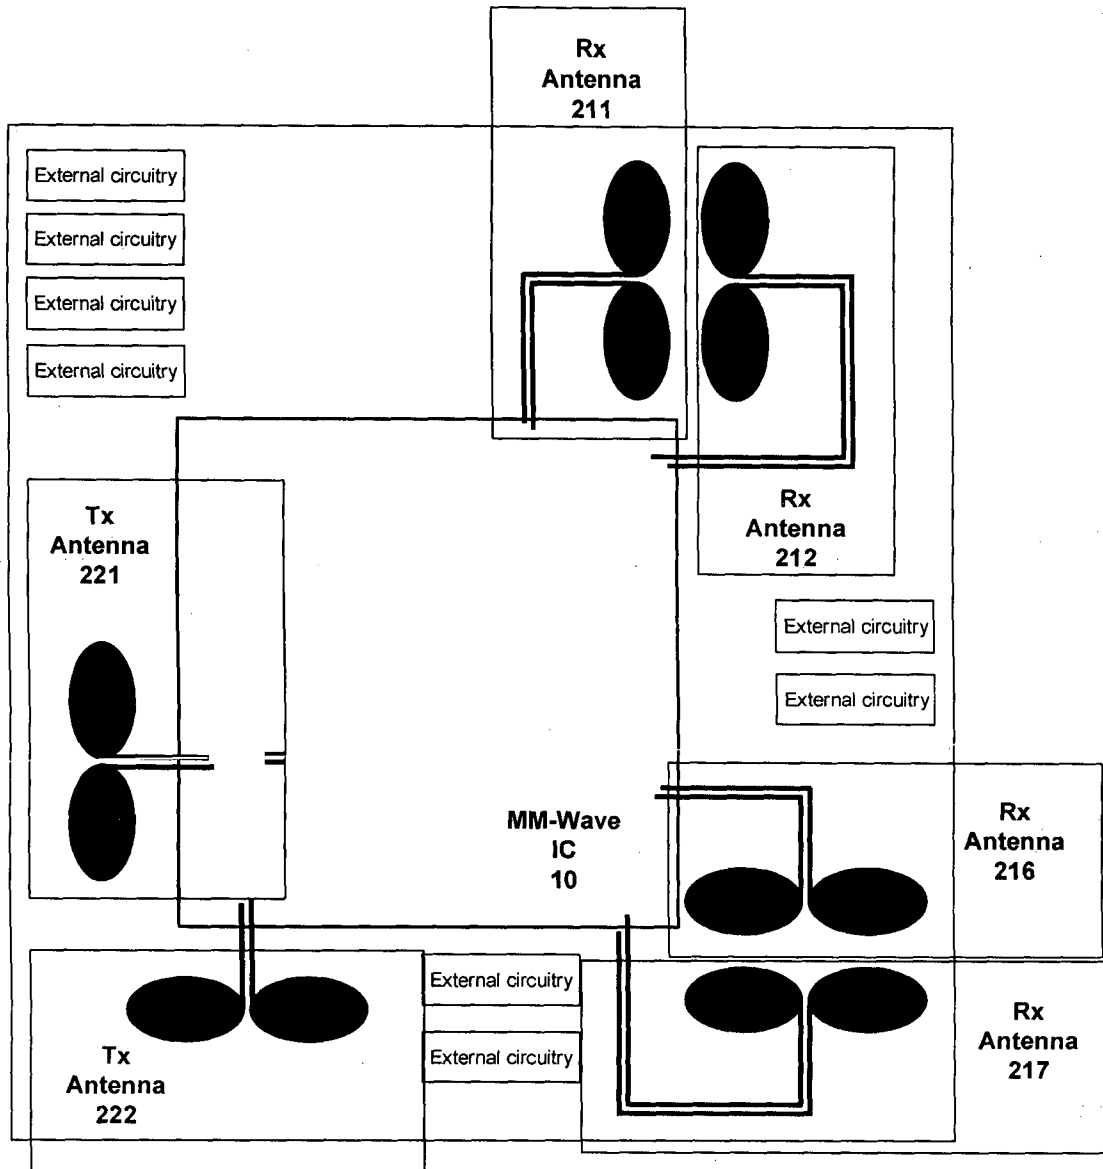 Rx
Antenna
211
External circuitry
External circuitry
External circuitry
External circuitry
Tx
Antenna
221
Rx
Antenna
212
External circuitry
External circuitry
MM-Wave
IC
10
Rx
Antenna
216
External circuitry
External circuitry
Tx
Antenna
222
Rx
Antenna
217